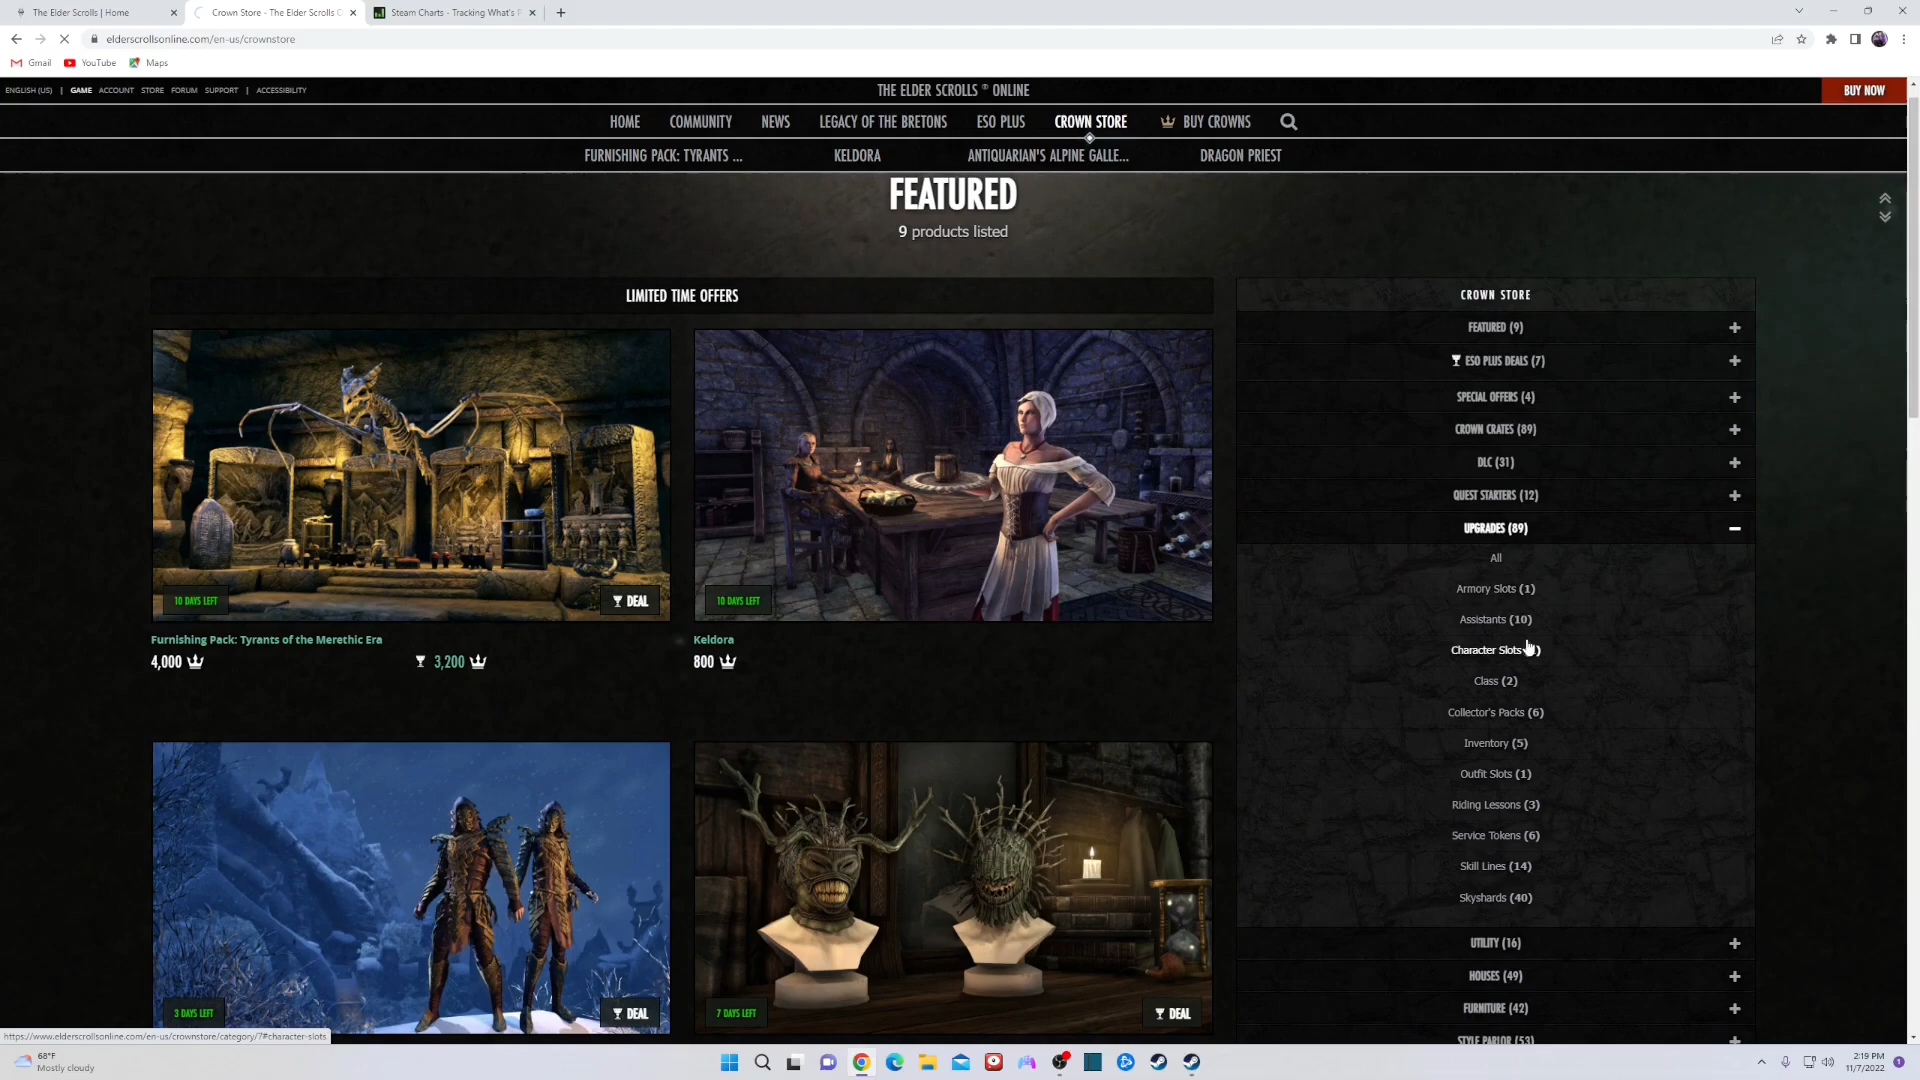 The Elder Scrolls | Home
Crown Store - The Elder Scrolls O
Steam Charts - Tracking What's P
elderscrollsonline.com/en-us/crownstore
Gmail
YouTube
Maps
ENGLISH (US) | GAME ACCOUNT STORE FORUM SUPPORT | ACCESSIBILITY
THE ELDER SCROLLS ® ONLINE
BUY NOW
HOME COMMUNITY NEWS LEGACY OF THE BRETONS ESO PLUS CROWN STORE BUY CROWNS
FURNISHING PACK: TYRANTS ... KELDORA ANTIQUARIAN'S ALPINE GALLE... DRAGON PRIEST
FEATURED
9 products listed
LIMITED TIME OFFERS
10 DAYS LEFT
DEAL
Furnishing Pack: Tyrants of the Merethic Era
4,000
3,200
10 DAYS LEFT
Keldora
800
3 DAYS LEFT
DEAL
7 DAYS LEFT
DEAL
CROWN STORE
FEATURED (9)
ESO PLUS DEALS (7)
SPECIAL OFFERS (4)
CROWN CRATES (89)
DLC (31)
QUEST STARTERS (12)
UPGRADES (89)
All
Armory Slots (1)
Assistants (10)
Character Slots
Class (2)
Collector's Packs (6)
Inventory (5)
Outfit Slots (1)
Riding Lessons (3)
Service Tokens (6)
Skill Lines (14)
Skyshards (40)
UTILITY (16)
HOUSES (49)
FURNITURE (42)
STYLE PARLOR (53)
https://www.elderscrollsonline.com/en-us/crownstore/category/7#character-slots
68°F
Mostly cloudy
2:19 PM
11/7/2022
1